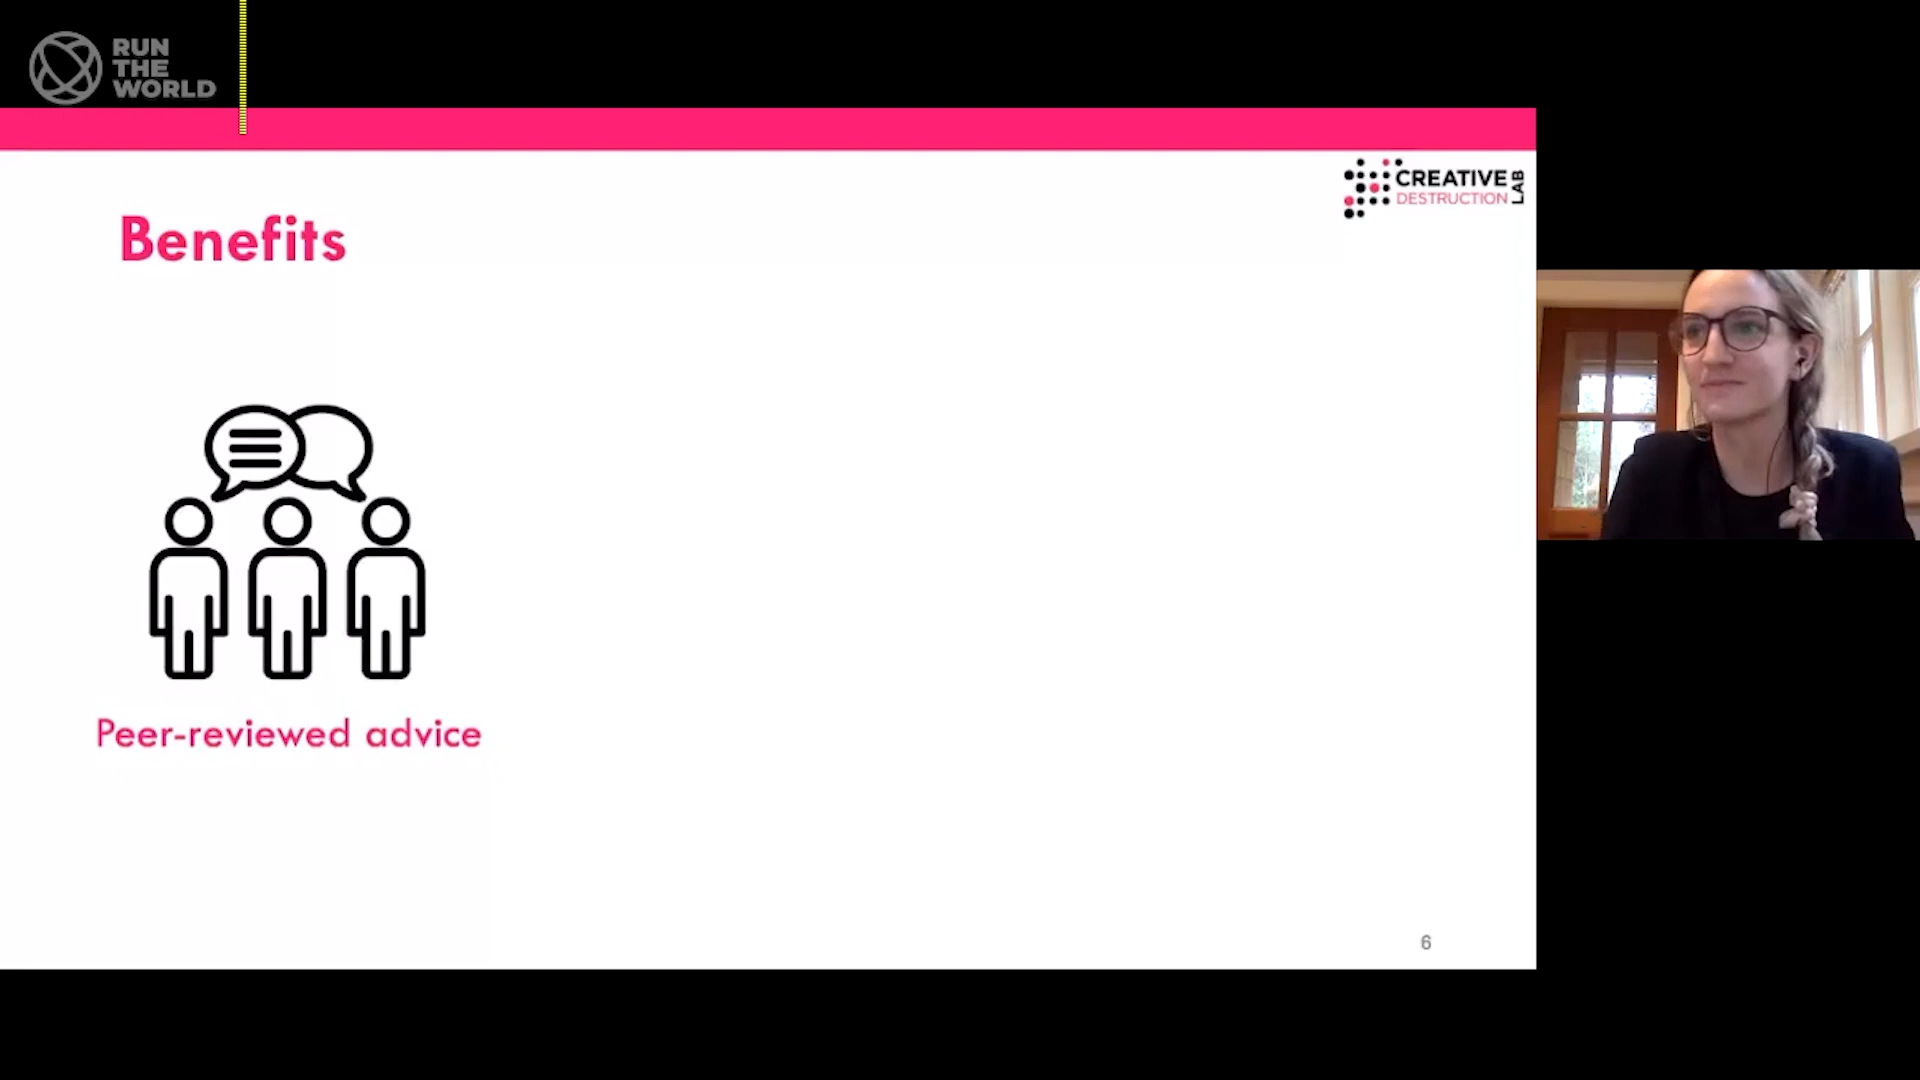 RUN
THE
WORLD
CREATIVE
DESTRUCTION
LAB
Benefits
Peer-reviewed advice
6